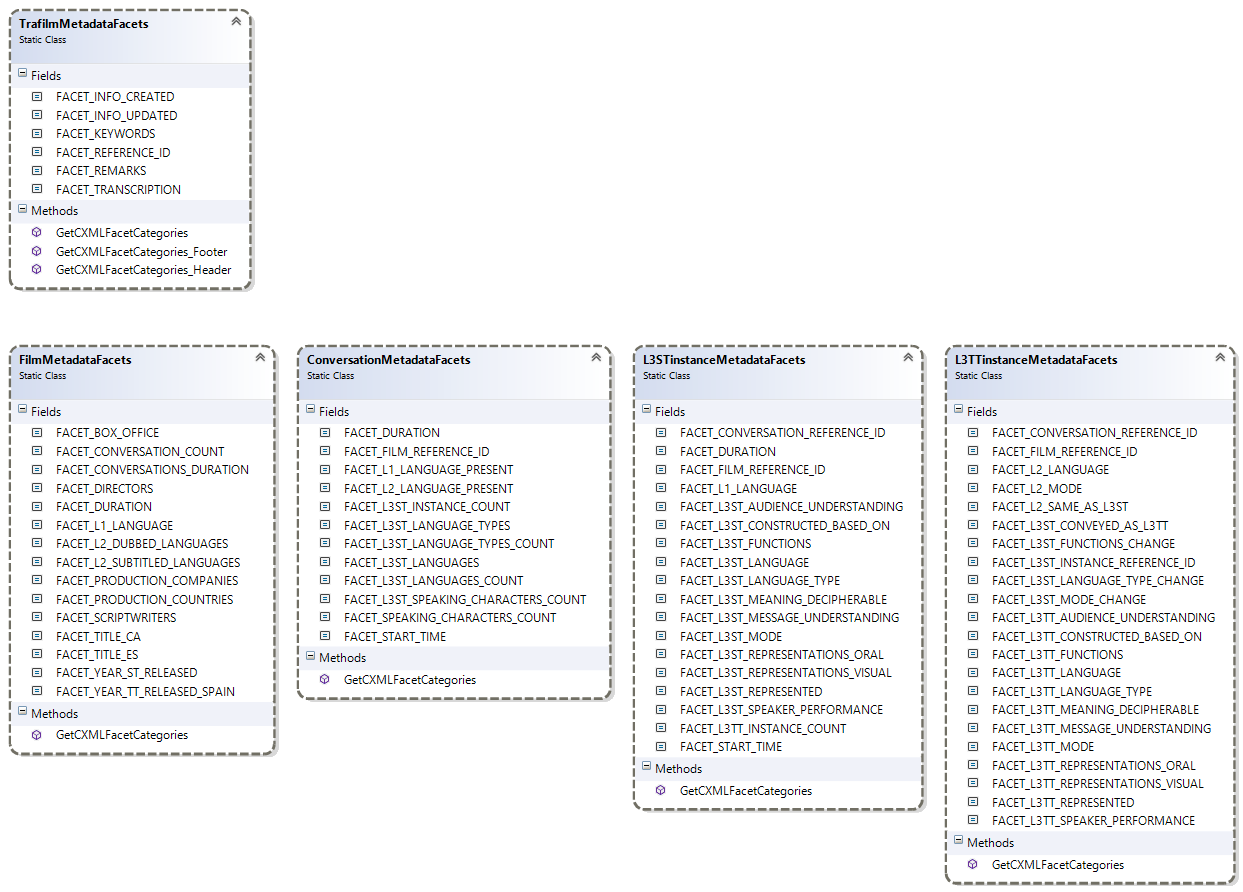 TrafilmMetadataFacets
Static Class
Fields
FACET_INFO_CREATED
FACET_INFO_UPDATED
FACET_KEYWORDS
FACET_REFERENCE_ID
FACET_REMARKS
FACET_TRANSCRIPTION
Methods
GetCXMLFacetCategories
GetCXMLFacetCategories_Footer
GetCXMLFacetCategories_Header
FilmMetadataFacets
Static Class
Fields
FACET_BOX_OFFICE
FACET_CONVERSATION_COUNT
FACET_CONVERSATIONS_DURATION
FACET_DIRECTORS
FACET_DURATION
FACET_L1_LANGUAGE
FACET_L2_DUBBED_LANGUAGES
FACET_L2_SUBTITLED_LANGUAGES
FACET_PRODUCTION_COMPANIES
FACET_PRODUCTION_COUNTRIES
FACET_SCRIPTWRITERS
FACET_TITLE_CA
FACET_TITLE_ES
FACET_YEAR_ST_RELEASED
FACET_YEAR_TT_RELEASED_SPAIN
Methods
GetCXMLFacetCategories
ConversationMetadataFacets
Static Class
Fields
FACET_DURATION
FACET_FILM_REFERENCE_ID
FACET_L1_LANGUAGE_PRESENT
FACET_L2_LANGUAGE_PRESENT
FACET_L3ST_INSTANCE_COUNT
FACET_L3ST_LANGUAGE_TYPES
FACET_L3ST_LANGUAGE_TYPES_COUNT
FACET_L3ST_LANGUAGES
FACET_L3ST_LANGUAGES_COUNT
FACET_L3ST_SPEAKING_CHARACTERS_COUNT
FACET_SPEAKING_CHARACTERS_COUNT
FACET_START_TIME
Methods
GetCXMLFacetCategories
L3STinstanceMetadataFacets
Static Class
Fields
FACET_CONVERSATION_REFERENCE_ID
FACET_DURATION
FACET_FILM_REFERENCE_ID
FACET_L1_LANGUAGE
FACET_L3ST_AUDIENCE_UNDERSTANDING
FACET_L3ST_CONSTRUCTED_BASED_ON
FACET_L3ST_FUNCTIONS
FACET_L3ST_LANGUAGE
FACET_L3ST_LANGUAGE_TYPE
FACET_L3ST_MEANING_DECIPHERABLE
FACET_L3ST_MESSAGE_UNDERSTANDING
FACET_L3ST_MODE
FACET_L3ST_REPRESENTATIONS_ORAL
FACET_L3ST_REPRESENTATIONS_VISUAL
FACET_L3ST_REPRESENTED
FACET_L3ST_SPEAKER_PERFORMANCE
FACET_L3TT_INSTANCE_COUNT
FACET_START_TIME
Methods
GetCXMLFacetCategories
L3TTinstanceMetadataFacets
Static Class
Fields
FACET_CONVERSATION_REFERENCE_ID
FACET_FILM_REFERENCE_ID
FACET_L2_LANGUAGE
FACET_L2_MODE
FACET_L2_SAME_AS_L3ST
FACET_L3ST_CONVEYED_AS_L3TT
FACET_L3ST_FUNCTIONS_CHANGE
FACET_L3ST_INSTANCE_REFERENCE_ID
FACET_L3ST_LANGUAGE_TYPE_CHANGE
FACET_L3ST_MODE_CHANGE
FACET_L3TT_AUDIENCE_UNDERSTANDING
FACET_L3TT_CONSTRUCTED_BASED_ON
FACET_L3TT_FUNCTIONS
FACET_L3TT_LANGUAGE
FACET_L3TT_LANGUAGE_TYPE
FACET_L3TT_MEANING_DECIPHERABLE
FACET_L3TT_MESSAGE_UNDERSTANDING
FACET_L3TT_MODE
FACET_L3TT_REPRESENTATIONS_ORAL
FACET_L3TT_REPRESENTATIONS_VISUAL
FACET_L3TT_REPRESENTED
FACET_L3TT_SPEAKER_PERFORMANCE
Methods
GetCXMLFacetCategories